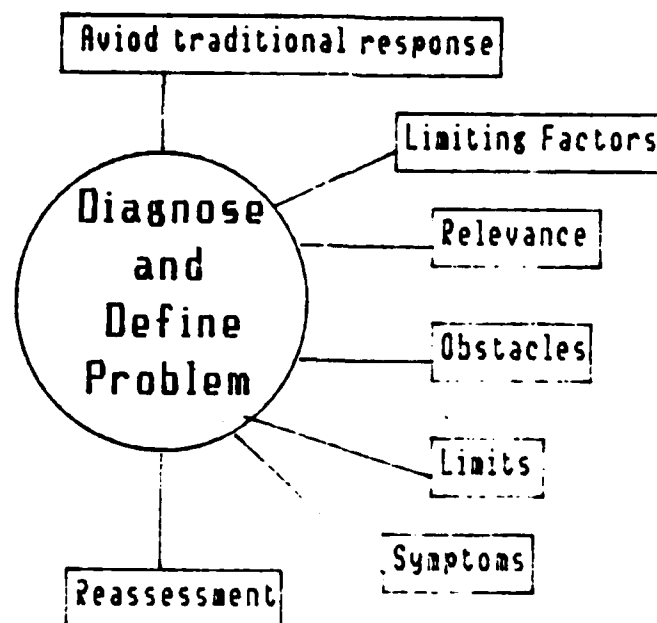 Aviod traditional response
Limiting Factors
Diagnose
and
Define
Problem
Relevance
Obstacles
Limits
Symptoms
Reassessment